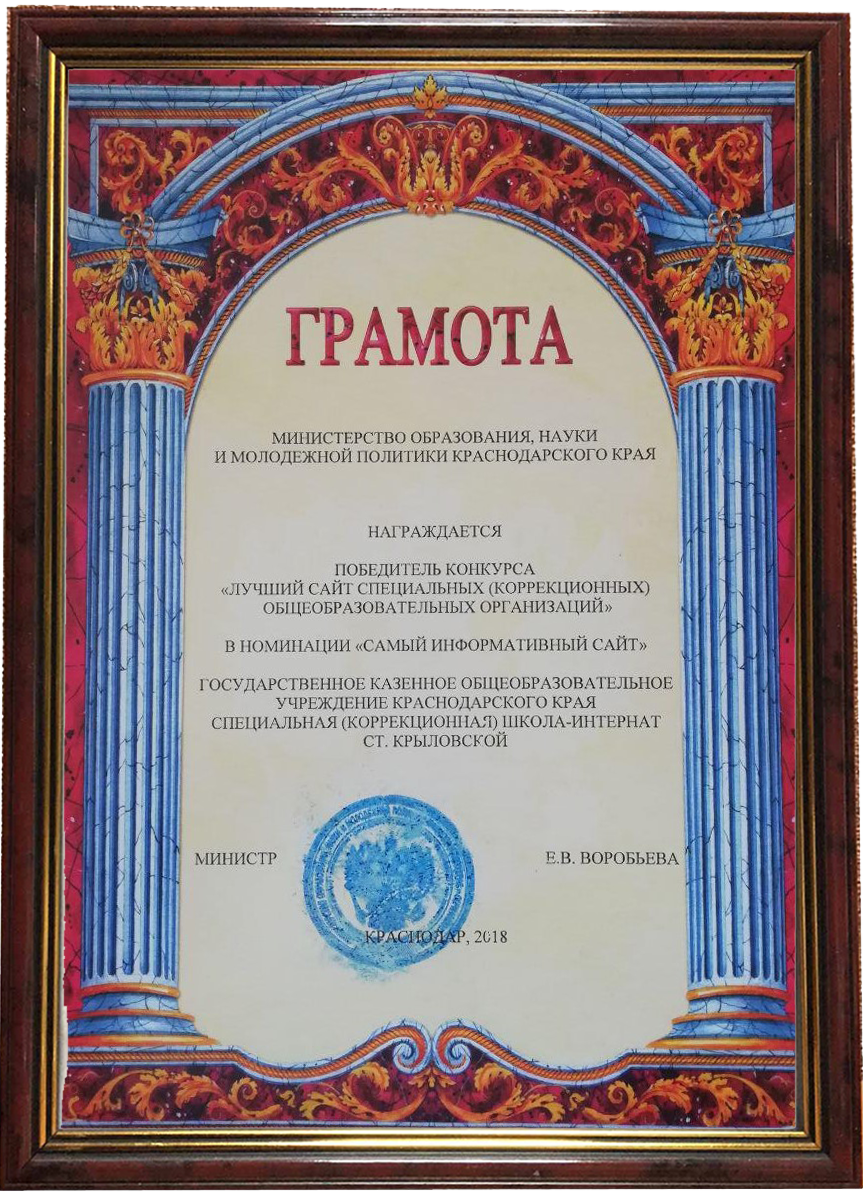 ГРАМОТА
МИНИСТЕРСТВО ОБРАЗОВАНИЯ, НАУКИ
И МОЛОДЕЖНОЙ ПОЛИТИКИ КРАСНОДАРСКОГО КРАЯ
НАГРАЖДАЕТСЯ
ПОБЕДИТЕЛЬ КОНКУРСА
«ЛУЧШИЙ САЙТ СПЕЦИАЛЬНЫХ (КОРРЕКЦИОННЫХ)
ОБЩЕОБРАЗОВАТЕЛЬНЫХ ОРГАНИЗАЦИЙ»
В НОМИНАЦИИ «САМЫЙ ИНФОРМАТИВНЫЙ САЙТ»
ГОСУДАРСТВЕННОЕ КАЗЕННОЕ ОБЩЕОБРАЗОВАТЕЛЬНОЕ
УЧРЕЖДЕНИЕ КРАСНОДАРСКОГО КРАЯ
СПЕЦИАЛЬНАЯ (КОРРЕКЦИОННАЯ) ШКОЛА-ИНТЕРНАТ
СТ. КРЫЛОВСКОЙ
МИНИСТР Е.В. ВОРОБЬЕВА
КРАСНОДАР, 2018